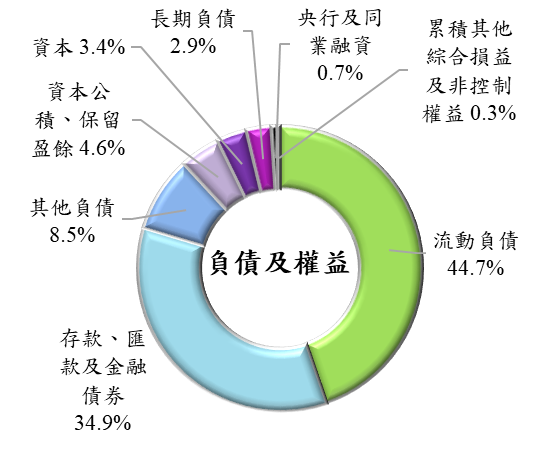 長期負債
2.9%
央行及同
業融資
0.7%
累積其他
綜合損益
及非控制
權益 0.3%
資本 3.4%
資本公
積、保留
盈餘 4.6%
其他負債
8.5%
負債及權益
流動負債
44.7%
存款、匯
款及金融
債券
34.9%